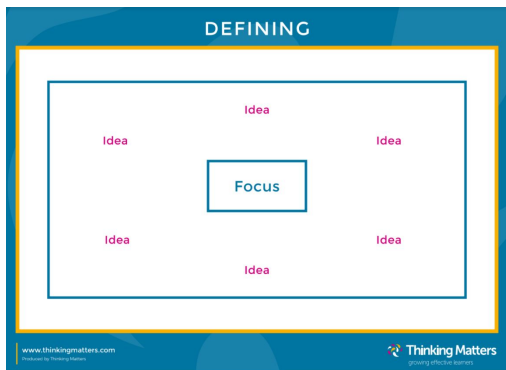 DEFINING
Idea
Idea
Idea
Focus
Idea
Idea
Idea
www.thinkingmatters.com
Produced by Thinking Matters
Thinking Matters
growing effective learners